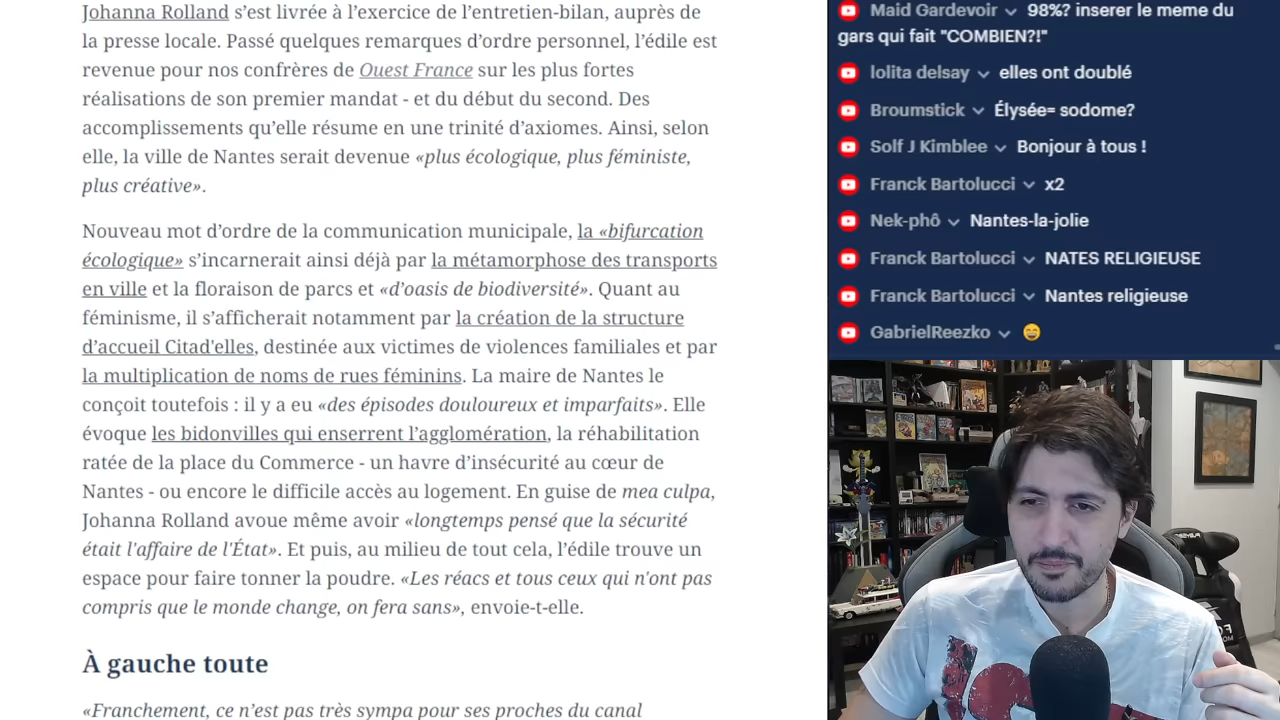 Johanna Rolland s’est livrée à l’exercice de l’entretien-bilan, auprès de
la presse locale. Passé quelques remarques d’ordre personnel, l’édile est
revenue pour nos confrères de Ouest France sur les plus fortes
réalisations de son premier mandat - et du début du second. Des
accomplissements qu’elle résume en une trinité d’axiomes. Ainsi, selon
elle, la ville de Nantes serait devenue «plus écologique, plus féministe,
plus créative».
Nouveau mot d’ordre de la communication municipale, la «bifurcation
écologique» s’incarnerait ainsi déjà par la métamorphose des transports
en ville et la floraison de parcs et «d’oasis de biodiversité». Quant au
féminisme, il s’afficherait notamment par la création de la structure
d’accueil Citad'elles, destinée aux victimes de violences familiales et par
la multiplication de noms de rues féminins. La maire de Nantes le
conçoit toutefois : il y a eu «des épisodes douloureux et imparfaits». Elle
évoque les bidonvilles qui enserrent l’agglomération, la réhabilitation
ratée de la place du Commerce - un havre d’insécurité au cœur de
Nantes - ou encore le difficile accès au logement. En guise de mea culpa,
Johanna Rolland avoue même avoir «longtemps pensé que la sécurité
était l'affaire de l'État». Et puis, au milieu de tout cela, l’édile trouve un
espace pour faire tonner la poudre. «Les réacs et tous ceux qui n'ont pas
compris que le monde change, on fera sans», envoie-t-elle.
À gauche toute
«Franchement, ce n'est pas très sympa pour ses proches du canal
Maid Gardevoir 98%? inserer le meme du
gars qui fait "COMBIEN?!"
lolita delsay elles ont doublé
Broumstick Élysée= sodome?
Solf J Kimblee Bonjour à tous !
Franck Bartolucci x2
Nek-phô Nantes-la-jolie
Franck Bartolucci NATES RELIGIEUSE
Franck Bartolucci Nantes religieuse
GabrielReezko 😄